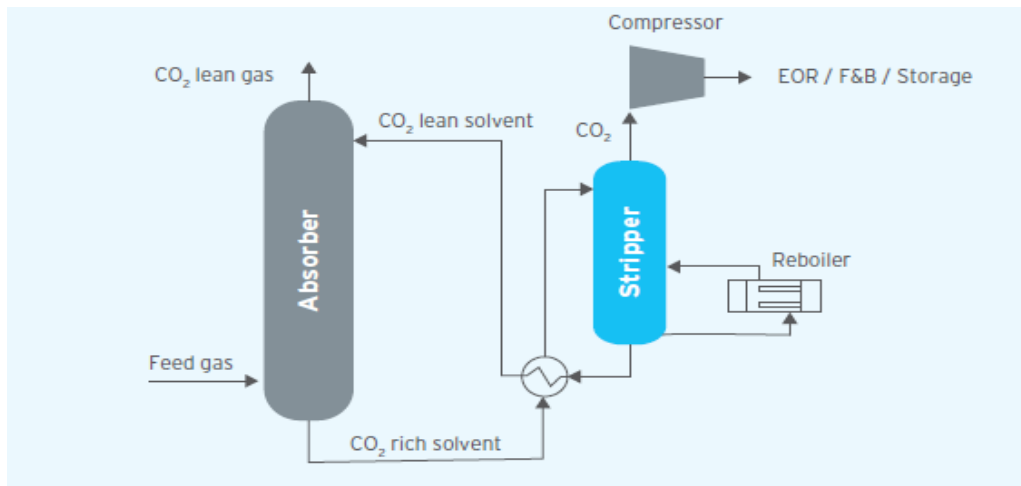 Compressor
CO₂ lean gas
EOR / F&B / Storage
CO₂ lean solvent
CO₂
Absorber
Stripper
Reboiler
Feed gas
CO₂ rich solvent